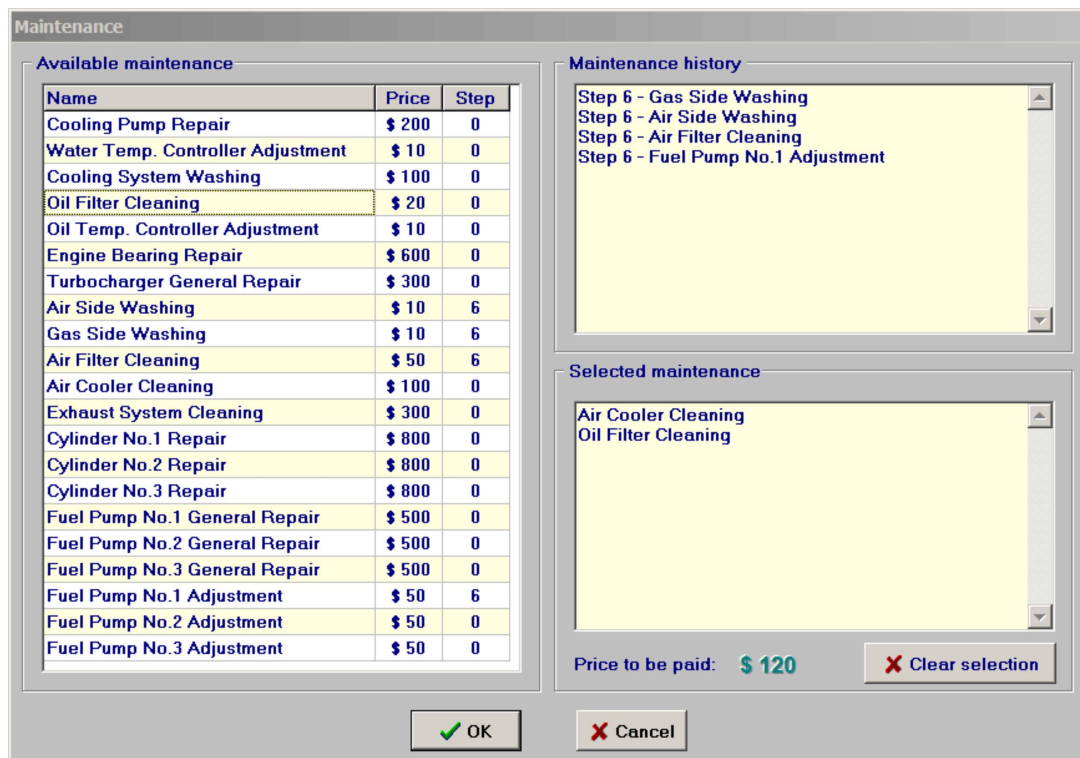 Maintenance
Available maintenance
Name Price Step
Cooling Pump Repair $ 200 0
Water Temp. Controller Adjustment $ 10 0
Cooling System Washing $ 100 0
Oil Filter Cleaning $ 20 0
Oil Temp. Controller Adjustment $ 10 0
Engine Bearing Repair $ 600 0
Turbocharger General Repair $ 300 0
Air Side Washing $ 10 6
Gas Side Washing $ 10 6
Air Filter Cleaning $ 50 6
Air Cooler Cleaning $ 100 0
Exhaust System Cleaning $ 300 0
Cylinder No.1 Repair $ 800 0
Cylinder No.2 Repair $ 800 0
Cylinder No.3 Repair $ 800 0
Fuel Pump No.1 General Repair $ 500 0
Fuel Pump No.2 General Repair $ 500 0
Fuel Pump No.3 General Repair $ 500 0
Fuel Pump No.1 Adjustment $ 50 6
Fuel Pump No.2 Adjustment $ 50 0
Fuel Pump No.3 Adjustment $ 50 0
Maintenance history
Step 6 - Gas Side Washing
Step 6 - Air Side Washing
Step 6 - Air Filter Cleaning
Step 6 - Fuel Pump No.1 Adjustment
Selected maintenance
Air Cooler Cleaning
Oil Filter Cleaning
Price to be paid: $ 120 Clear selection
OK Cancel